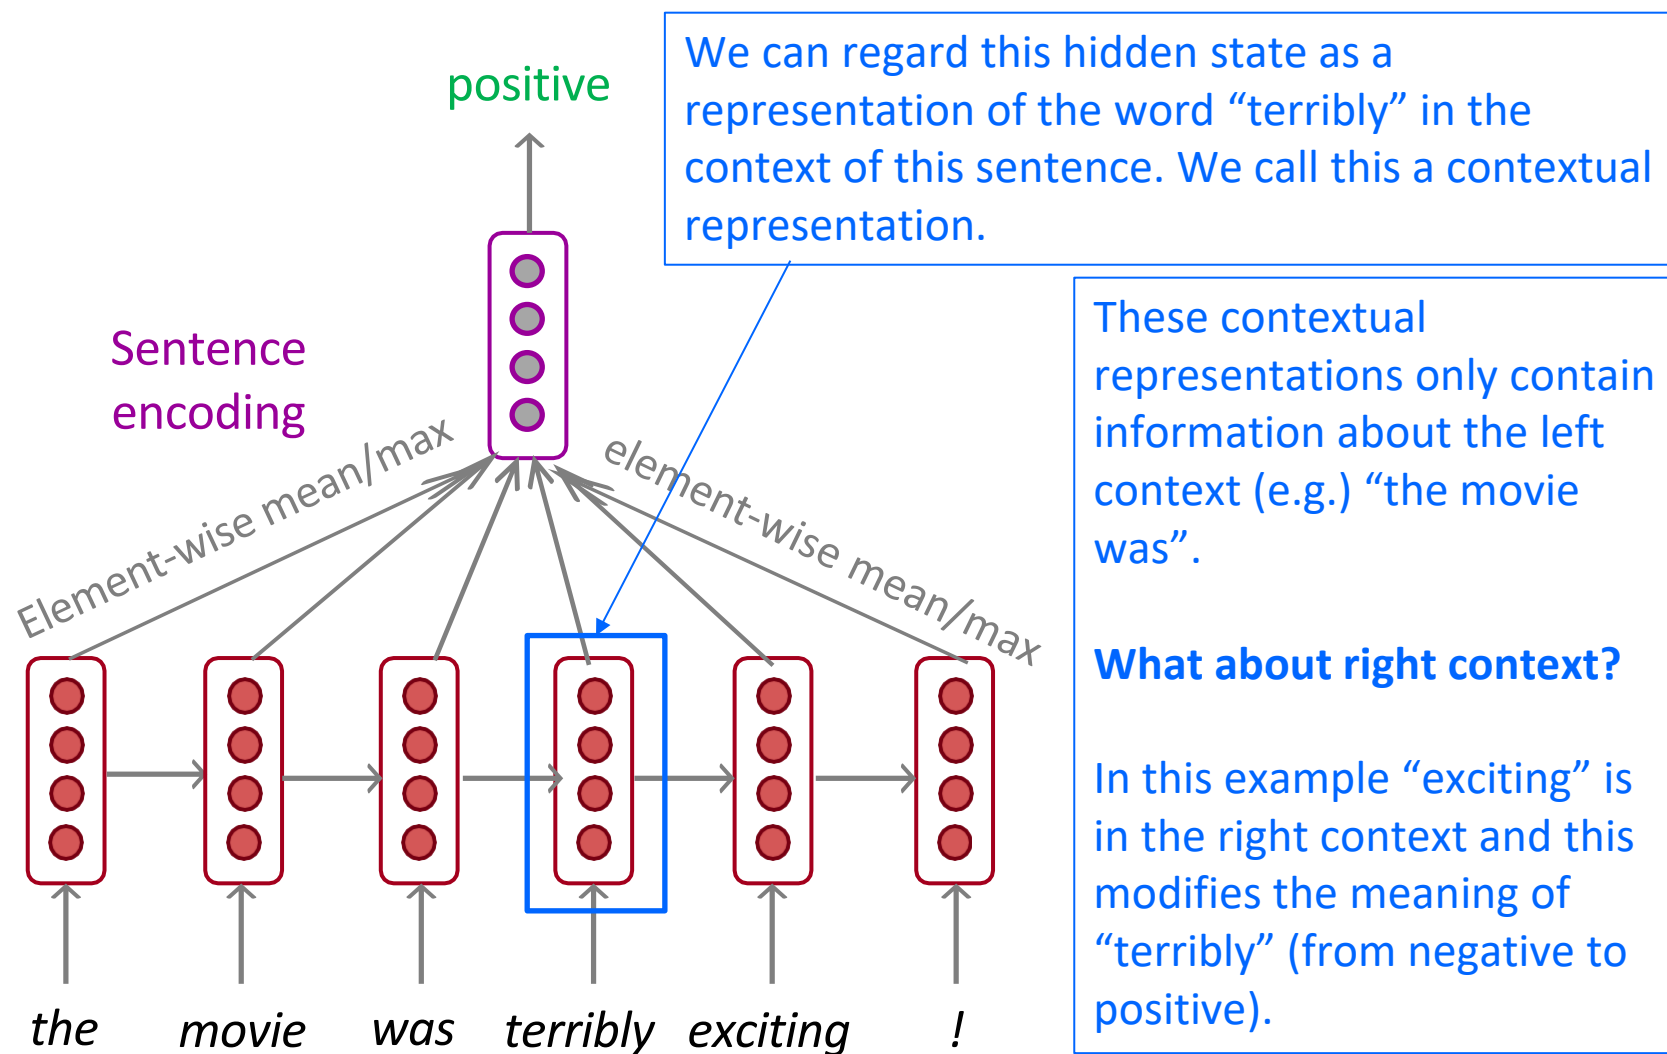 positive
We can regard this hidden state as a
representation of the word “terribly” in the
context of this sentence. We call this a contextual
representation.
Sentence
encoding
Element-wise mean/max
element-wise mean/max
These contextual
representations only contain
information about the left
context (e.g.) “the movie
was”.
What about right context?
In this example “exciting” is
in the right context and this
modifies the meaning of
“terribly” (from negative to
positive).
the movie was terribly exciting !